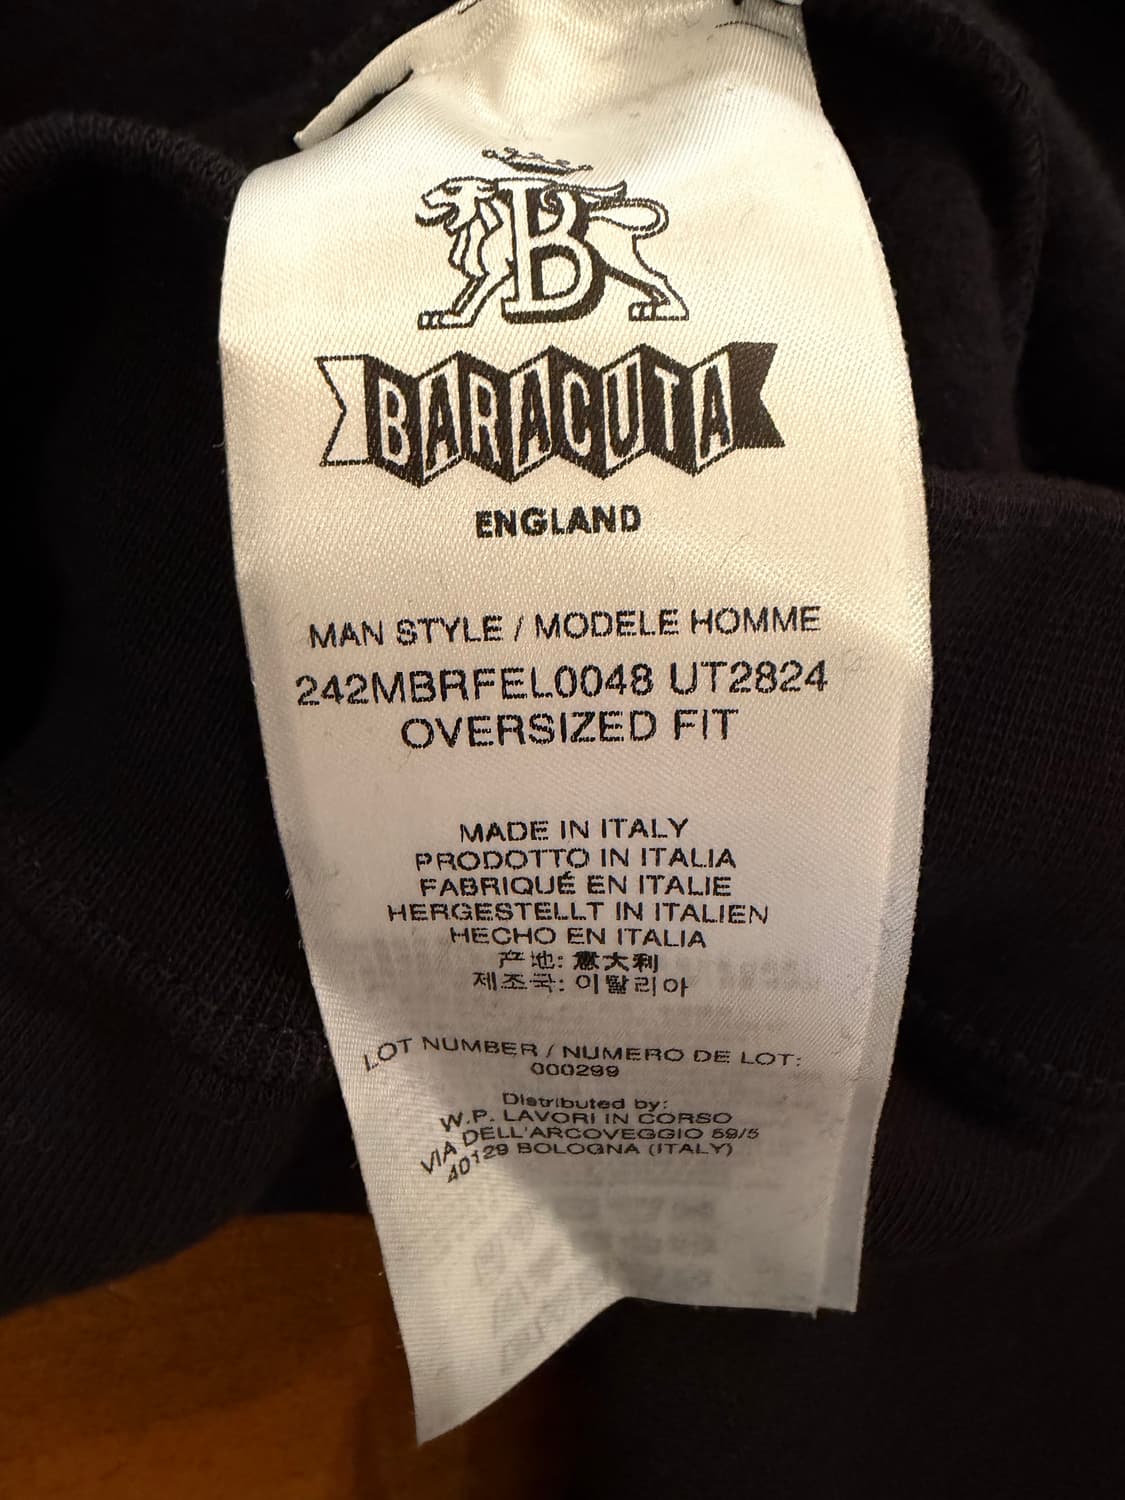 B
BARACUTA
ENGLAND
MAN STYLE / MODELE HOMME
242MBRFEL0048 UT2824
OVERSIZED FIT
MADE IN ITALY
PRODOTTO IN ITALIA
FABRIQUÉ EN ITALIE
HERGESTELLT IN ITALIEN
HECHO EN ITALIA
产地: 意大利
제조국: 이탈리아
LOT NUMBER / NUMERO DE LOT:
000299
Distributed by:
W.P. LAVORI IN CORSO
VIA DELL'ARCOVEGGIO 59/5
40129 BOLOGNA (ITALY)